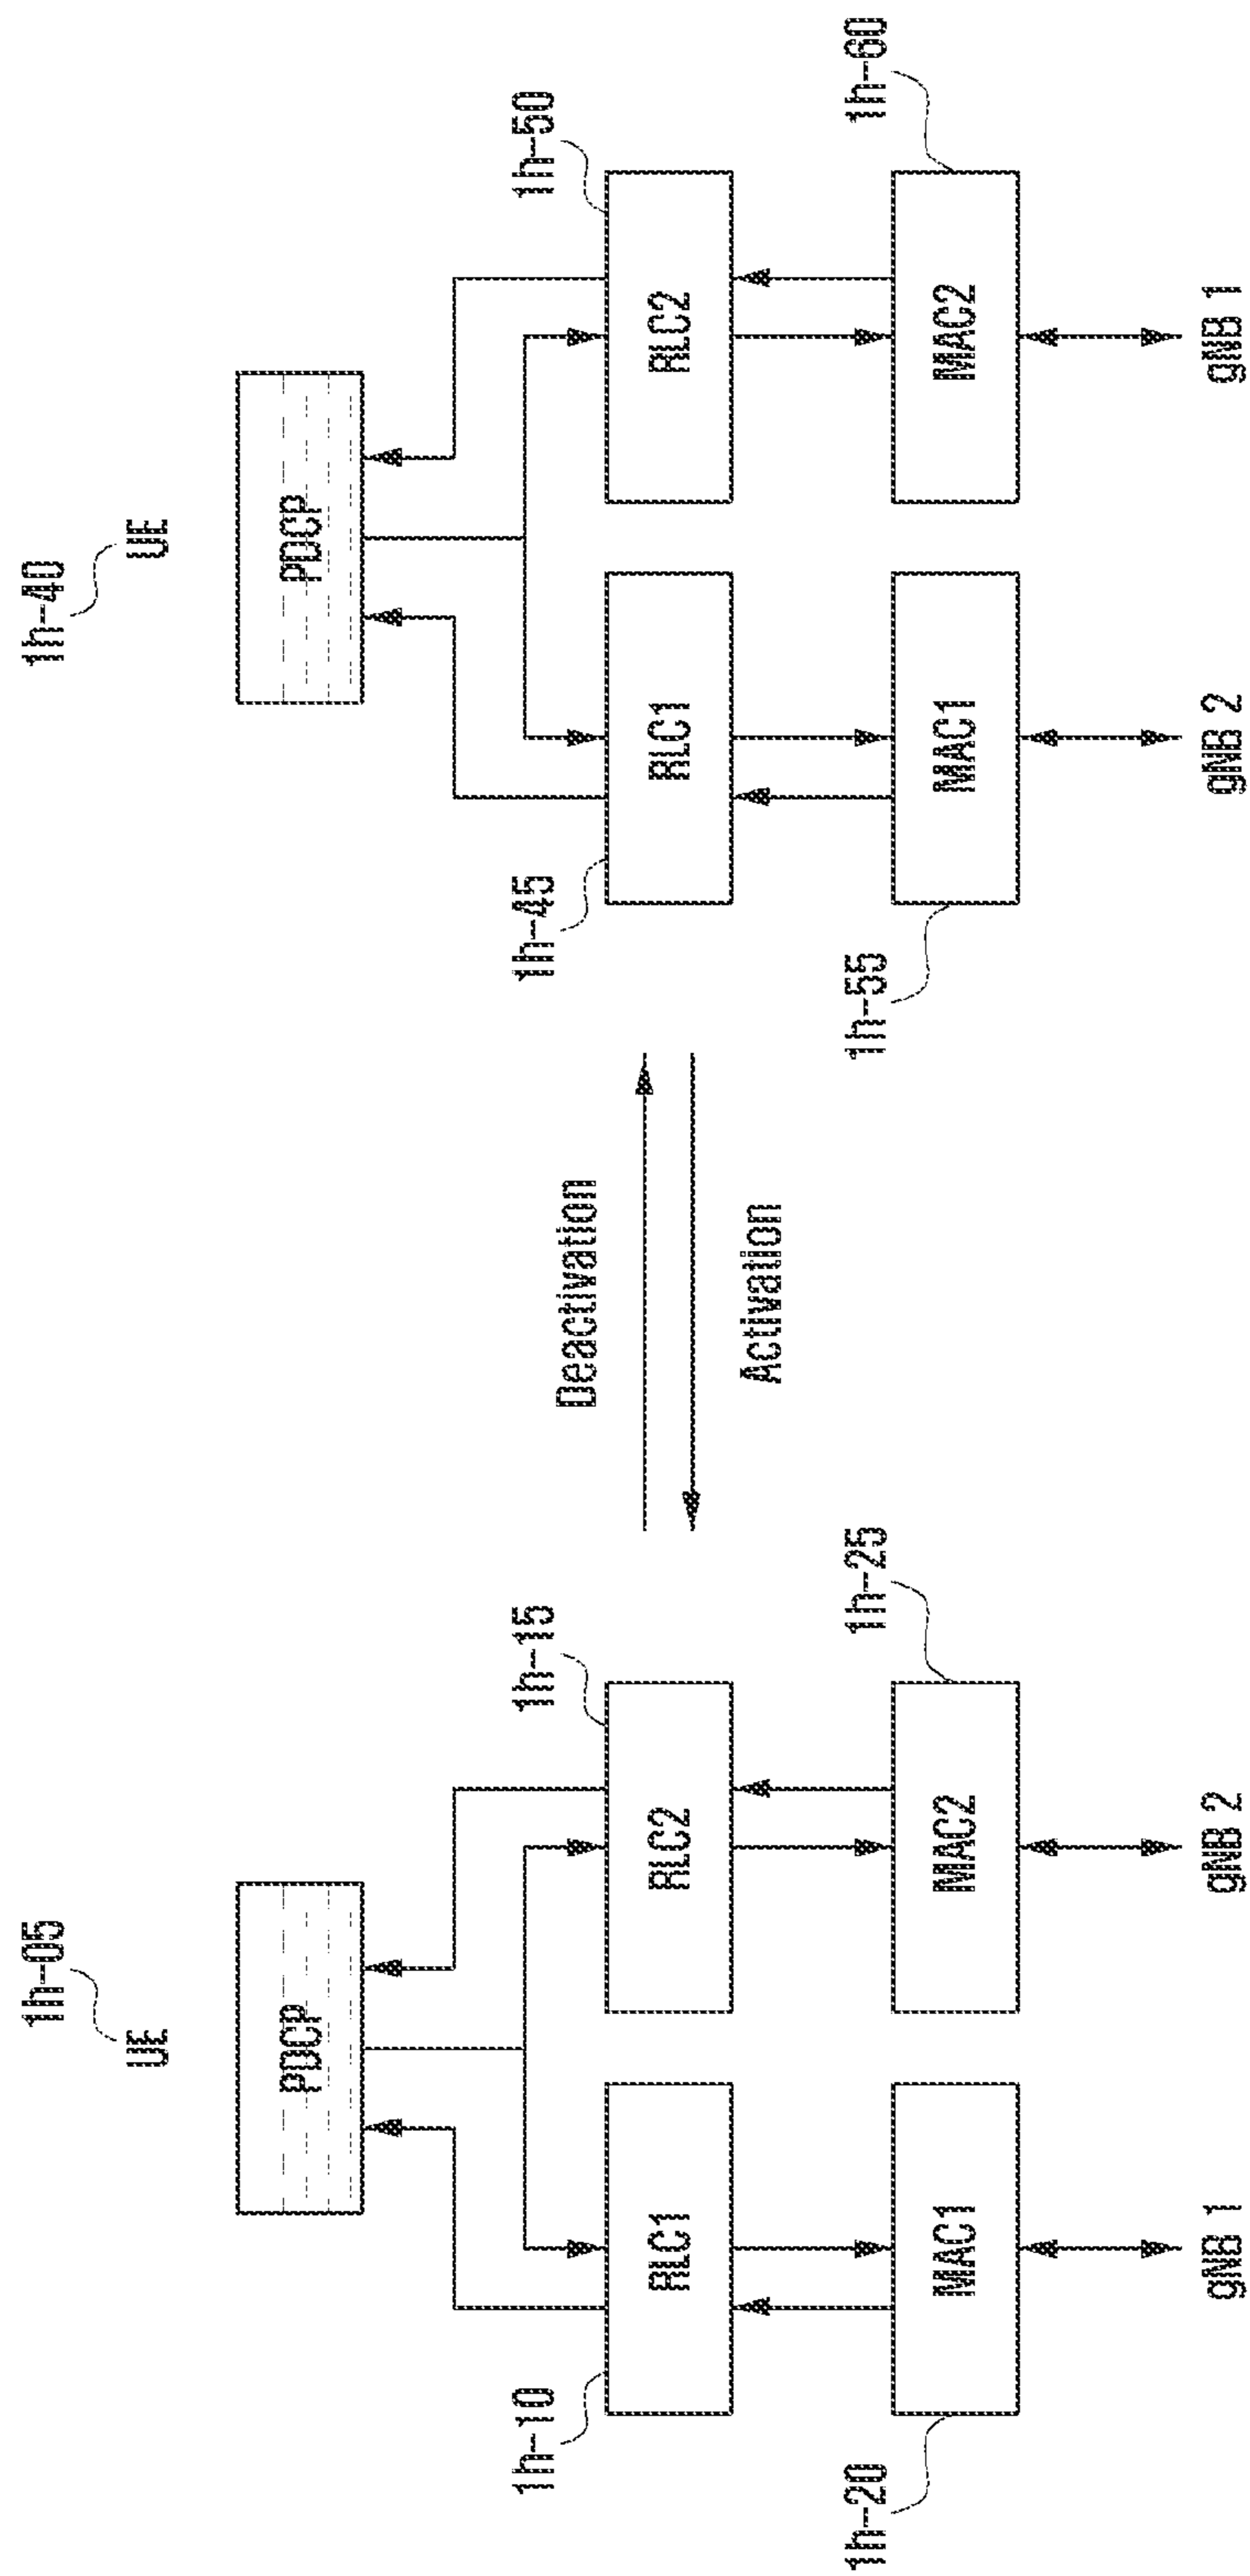 1h-05
UE
PDCP
1h-10
1h-15
RLC1
RLC2
1h-20
1h-25
MAC1
MAC2
gNB 1
gNB 2
Deactivation
Activation
1h-40
UE
PDCP
1h-45
1h-50
RLC1
RLC2
1h-55
1h-60
MAC1
MAC2
gNB 2
gNB 1